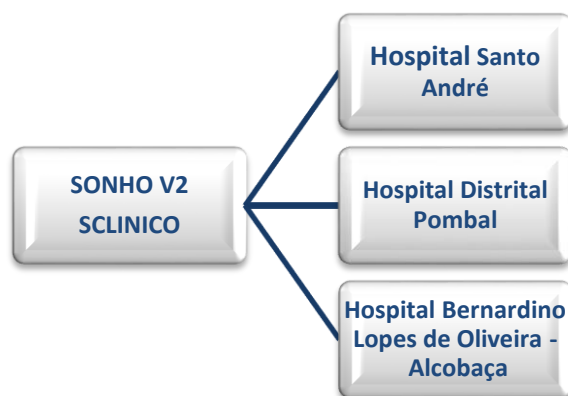 SONHO V2
SCLINICO
Hospital Santo
André
Hospital Distrital
Pombal
Hospital Bernardino
Lopes de Oliveira -
Alcobaça